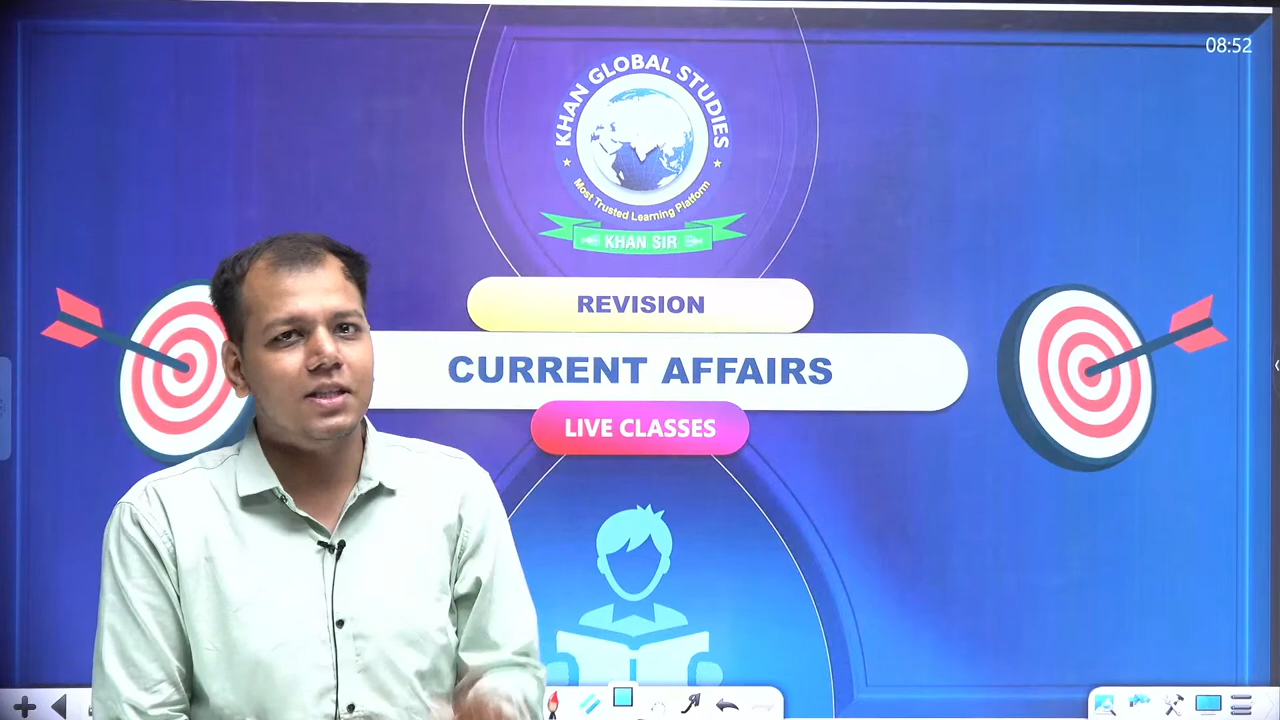 08:52
KHAN GLOBAL STUDIES
Most Trusted Learning Platform
KHAN SIR
REVISION
CURRENT AFFAIRS
LIVE CLASSES